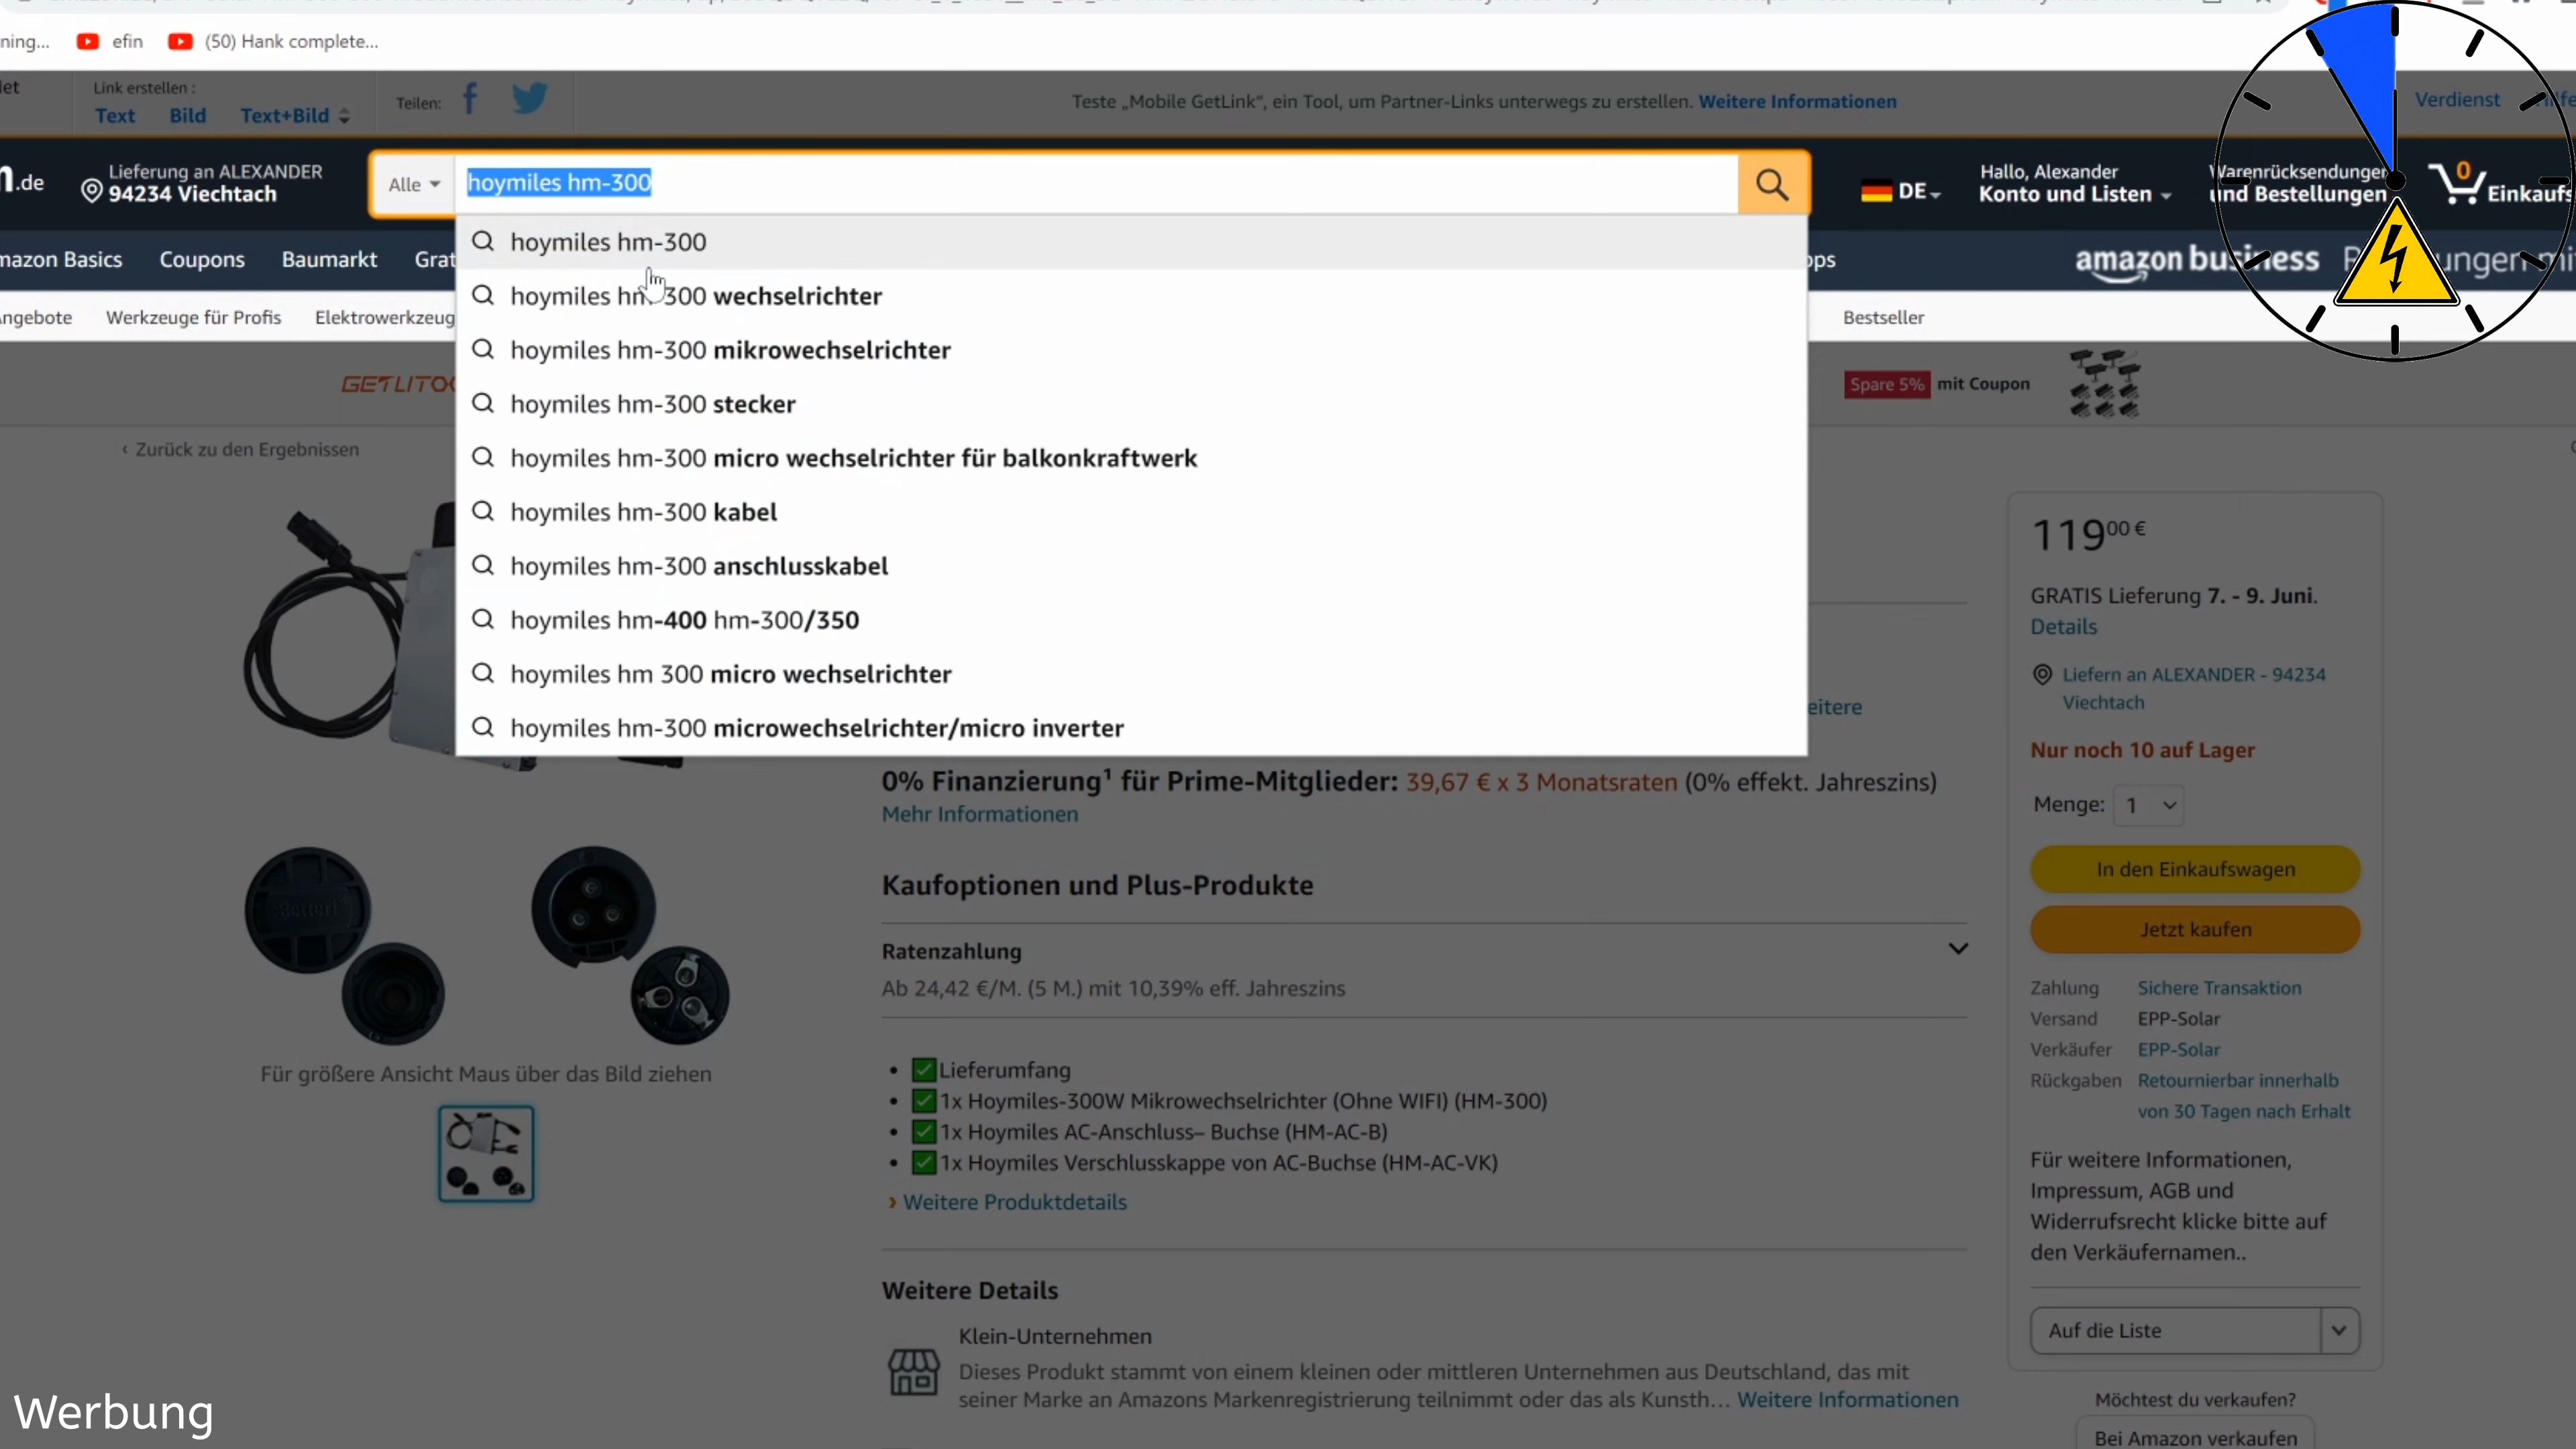 ning...
efin
(50) Hank complete...
Link erstellen :
Text Bild Text+Bild
Teilen:
Teste „Mobile GetLink“, ein Tool, um Partner-Links unterwegs zu erstellen. Weitere Informationen
Verdienst
.de
Lieferung an ALEXANDER
94234 Viechtach
Alle
hoymiles hm-300
DE
Hallo, Alexander
Konto und Listen
Warenrücksendungen
und Bestellungen
0
Einkaufs
mazon Basics
Coupons
Baumarkt
Grat
ops
amazon business
ngebote
Werkzeuge für Profis
Elektrowerkzeug
Bestseller
hoymiles hm-300
hoymiles hm-300 wechselrichter
hoymiles hm-300 mikrowechselrichter
hoymiles hm-300 stecker
hoymiles hm-300 micro wechselrichter für balkonkraftwerk
hoymiles hm-300 kabel
hoymiles hm-300 anschlusskabel
hoymiles hm-400 hm-300/350
hoymiles hm 300 micro wechselrichter
hoymiles hm-300 microwechselrichter/micro inverter
GETLITO
Spare 5% mit Coupon
‹ Zurück zu den Ergebnissen
eitere
0% Finanzierung¹ für Prime-Mitglieder: 39,67 € x 3 Monatsraten (0% effekt. Jahreszins)
Mehr Informationen
Kaufoptionen und Plus-Produkte
Ratenzahlung
Ab 24,42 €/M. (5 M.) mit 10,39% eff. Jahreszins
• ✅Lieferumfang
• ✅1x Hoymiles-300W Mikrowechselrichter (Ohne WIFI) (HM-300)
• ✅1x Hoymiles AC-Anschluss– Buchse (HM-AC-B)
• ✅1x Hoymiles Verschlusskappe von AC-Buchse (HM-AC-VK)
› Weitere Produktdetails
Weitere Details
Klein-Unternehmen
Dieses Produkt stammt von einem kleinen oder mittleren Unternehmen aus Deutschland, das mit
seiner Marke an Amazons Markenregistrierung teilnimmt oder das als Kunsth… Weitere Informationen
Für größere Ansicht Maus über das Bild ziehen
119⁰⁰ €
GRATIS Lieferung 7. - 9. Juni.
Details
Liefern an ALEXANDER - 94234
Viechtach
Nur noch 10 auf Lager
Menge: 1
In den Einkaufswagen
Jetzt kaufen
Zahlung Sichere Transaktion
Versand EPP-Solar
Verkäufer EPP-Solar
Rückgaben Retournierbar innerhalb
von 30 Tagen nach Erhalt
Für weitere Informationen,
Impressum, AGB und
Widerrufsrecht klicke bitte auf
den Verkäufernamen..
Auf die Liste
Möchtest du verkaufen?
Bei Amazon verkaufen
Werbung